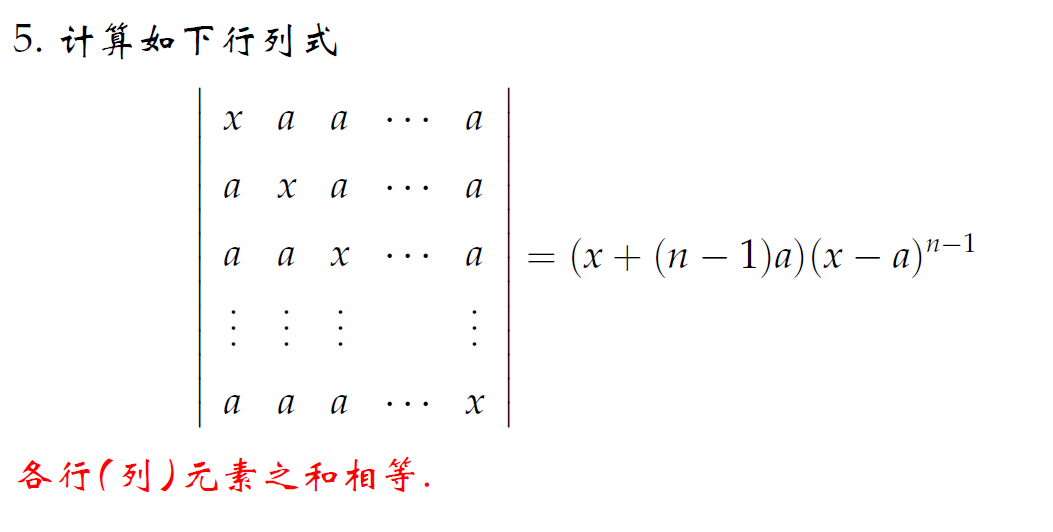 5. 计算如下行列式
x a a ⋯ a
a x a ⋯ a
a a x ⋯ a = (x + (n − 1)a)(x − a)^{n−1}
⋮ ⋮ ⋮ ⋮
a a a ⋯ x
各行(列)元素之和相等.